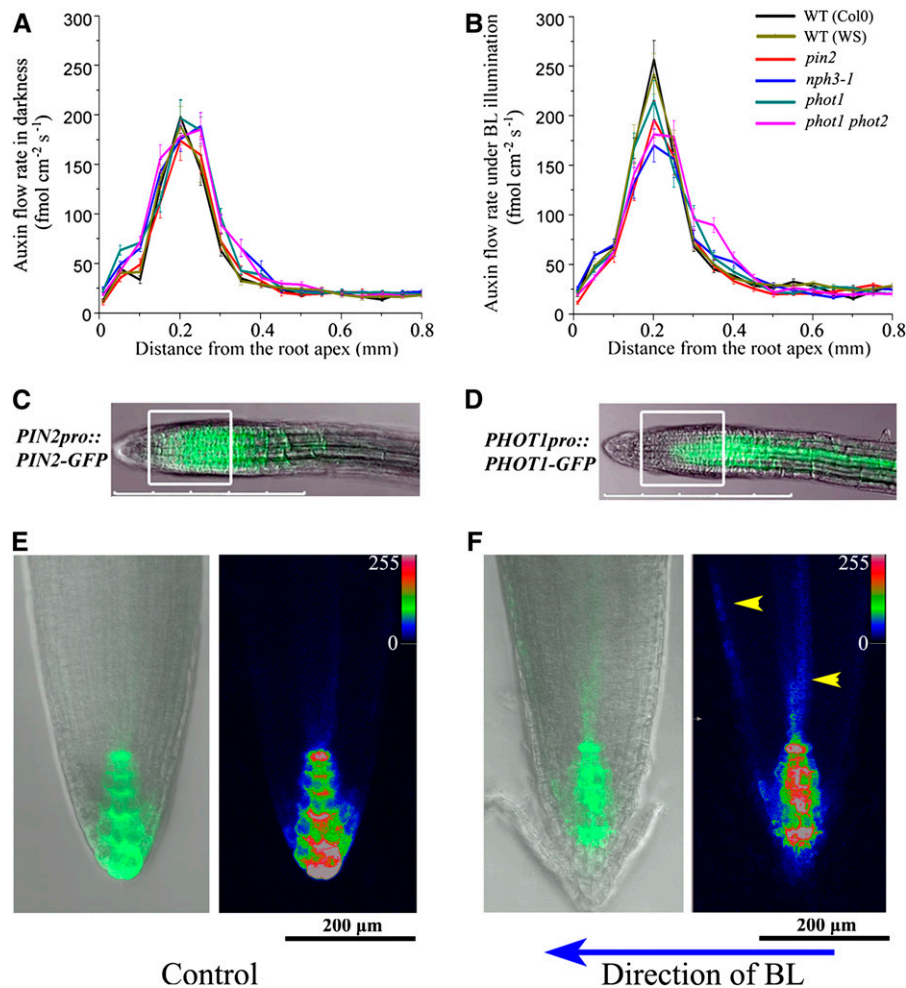 A
Auxin flow rate in darkness
(fmol cm⁻² s⁻¹)
300
250
200
150
100
50
0
0 0.2 0.4 0.6 0.8
Distance from the root apex (mm)
B
Auxin flow rate under BL illumination
(fmol cm⁻² s⁻¹)
300
250
200
150
100
50
0
0 0.2 0.4 0.6 0.8
Distance from the root apex (mm)
WT (Col0)
WT (WS)
pin2
nph3-1
phot1
phot1 phot2
C
PIN2pro::
PIN2-GFP
D
PHOT1pro::
PHOT1-GFP
E
255
0
200 µm
Control
F
255
0
200 µm
Direction of BL